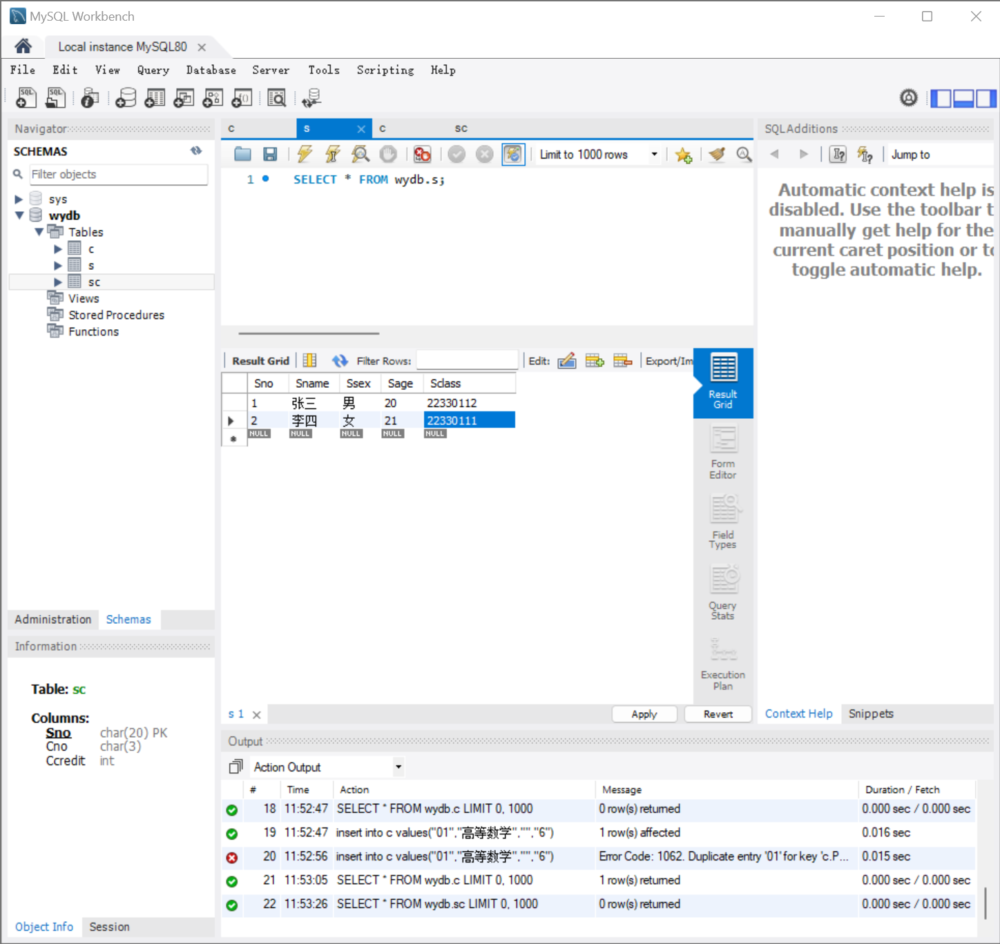 MySQL Workbench
Local instance MySQL80
File Edit View Query Database Server Tools Scripting Help
Navigator
SCHEMAS
Filter objects
sys
wydb
Tables
c
s
sc
Views
Stored Procedures
Functions
Administration Schemas
Information
Table: sc
Columns:
Sno char(20) PK
Cno char(3)
Ccredit int
Object Info Session
c s c sc
Limit to 1000 rows
1 SELECT * FROM wydb.s;
Result Grid Filter Rows: Edit: Export/Im
Sno Sname Ssex Sage Sclass
1 张三 男 20 22330112
2 李四 女 21 22330111
NULL NULL NULL NULL NULL
Result
Grid
Form
Editor
Field
Types
Query
Stats
Execution
Plan
s 1 Apply Revert
SQLAdditions
Jump to
Automatic context help is
disabled. Use the toolbar t
manually get help for the
current caret position or to
toggle automatic help.
Context Help Snippets
Output
Action Output
# Time Action Message Duration / Fetch
18 11:52:47 SELECT * FROM wydb.c LIMIT 0, 1000 0 row(s) returned 0.000 sec / 0.000 sec
19 11:52:47 insert into c values("01","高等数学","","6") 1 row(s) affected 0.016 sec
20 11:52:56 insert into c values("01","高等数学","","6") Error Code: 1062. Duplicate entry '01' for key 'c.P... 0.015 sec
21 11:53:05 SELECT * FROM wydb.c LIMIT 0, 1000 1 row(s) returned 0.000 sec / 0.000 sec
22 11:53:26 SELECT * FROM wydb.sc LIMIT 0, 1000 0 row(s) returned 0.000 sec / 0.000 sec